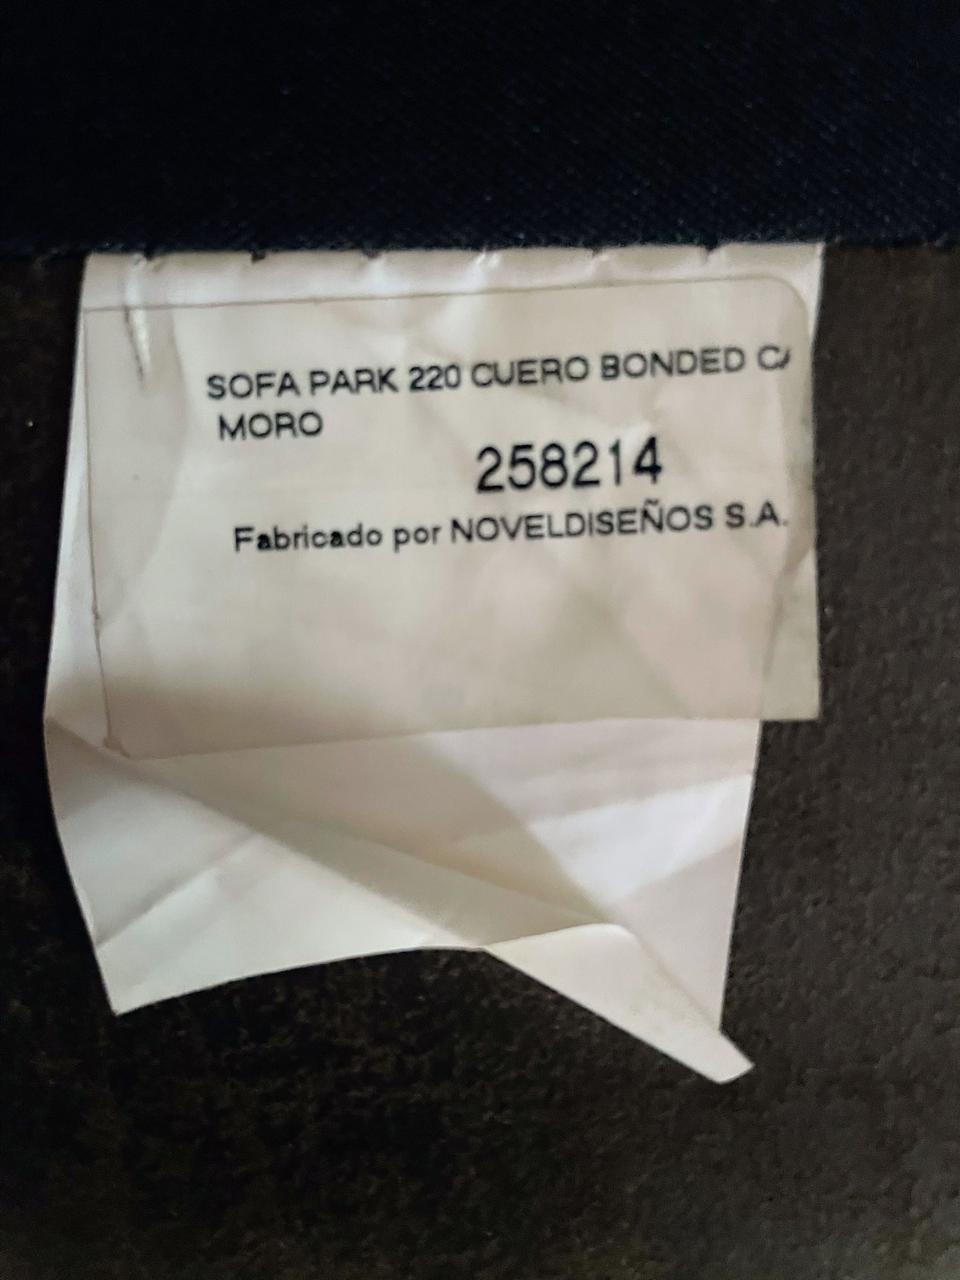 SOFA PARK 220 CUERO BONDED
MORO
258214
Fabricado por NOVELDISEÑOS S.A.